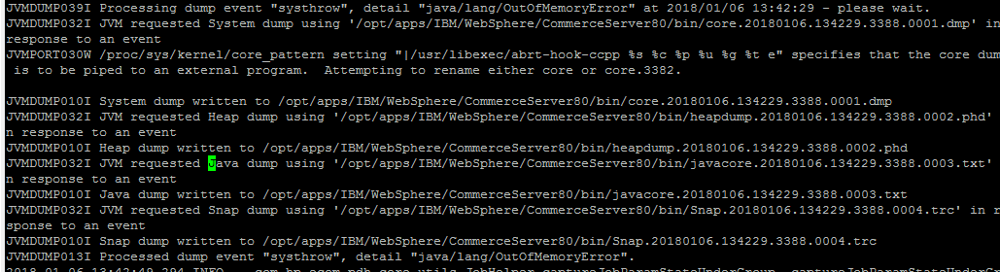 JVMDUMP039I Processing dump event "systhrow", detail "java/lang/OutOfMemoryError" at 2018/01/06 13:42:29 - please wait.
JVMDUMP032I JVM requested System dump using '/opt/apps/IBM/WebSphere/CommerceServer80/bin/core.20180106.134229.3388.0001.dmp' in
response to an event
JVMPORT030W /proc/sys/kernel/core_pattern setting "|/usr/libexec/abrt-hook-ccpp %s %c %p %u %g %t e" specifies that the core dum
is to be piped to an external program.  Attempting to rename either core or core.3382.
JVMDUMP010I System dump written to /opt/apps/IBM/WebSphere/CommerceServer80/bin/core.20180106.134229.3388.0001.dmp
JVMDUMP032I JVM requested Heap dump using '/opt/apps/IBM/WebSphere/CommerceServer80/bin/heapdump.20180106.134229.3388.0002.phd'
n response to an event
JVMDUMP010I Heap dump written to /opt/apps/IBM/WebSphere/CommerceServer80/bin/heapdump.20180106.134229.3388.0002.phd
JVMDUMP032I JVM requested Java dump using '/opt/apps/IBM/WebSphere/CommerceServer80/bin/javacore.20180106.134229.3388.0003.txt'
n response to an event
JVMDUMP010I Java dump written to /opt/apps/IBM/WebSphere/CommerceServer80/bin/javacore.20180106.134229.3388.0003.txt
JVMDUMP032I JVM requested Snap dump using '/opt/apps/IBM/WebSphere/CommerceServer80/bin/Snap.20180106.134229.3388.0004.trc' in r
sponse to an event
JVMDUMP010I Snap dump written to /opt/apps/IBM/WebSphere/CommerceServer80/bin/Snap.20180106.134229.3388.0004.trc
JVMDUMP013I Processed dump event "systhrow", detail "java/lang/OutOfMemoryError".